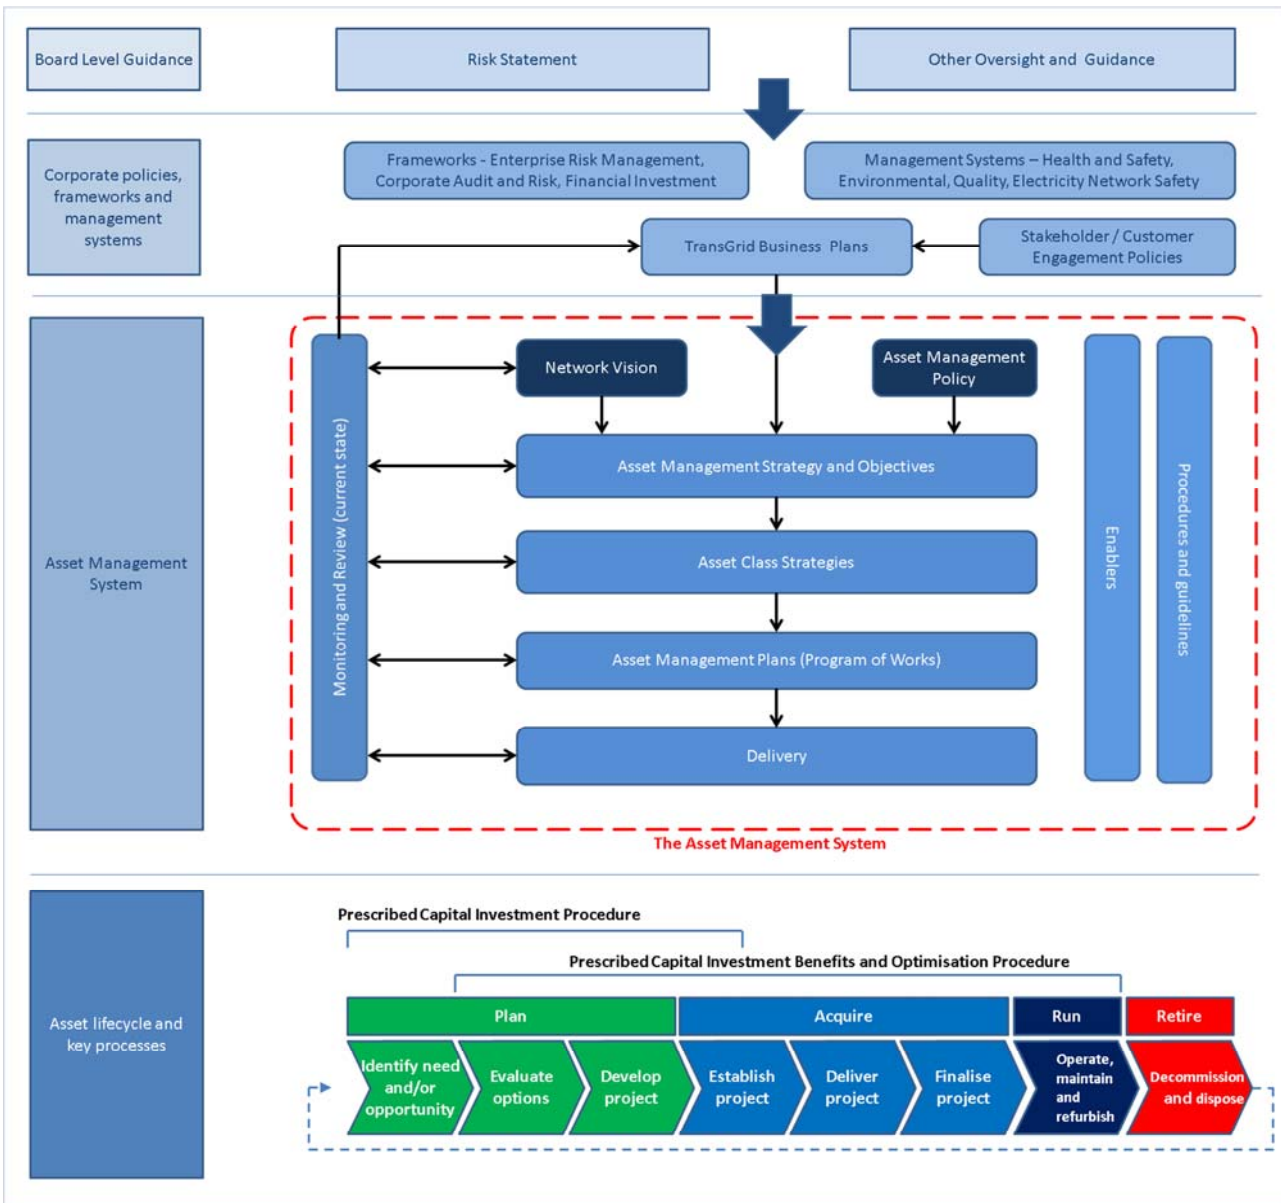 Board Level Guidance
Risk Statement
Other Oversight and Guidance
Corporate policies,
frameworks and
management
systems
Frameworks - Enterprise Risk Management,
Corporate Audit and Risk, Financial Investment
Management Systems – Health and Safety,
Environmental, Quality, Electricity Network Safety
TransGrid Business Plans
Stakeholder / Customer
Engagement Policies
Asset Management
System
Monitoring and Review (current state)
Network Vision
Asset Management
Policy
Asset Management Strategy and Objectives
Asset Class Strategies
Asset Management Plans (Program of Works)
Delivery
Enablers
Procedures and guidelines
The Asset Management System
Asset lifecycle and
key processes
Prescribed Capital Investment Procedure
Prescribed Capital Investment Benefits and Optimisation Procedure
Plan
Acquire
Run
Retire
Identify need
and/or
opportunity
Evaluate
options
Develop
project
Establish
project
Deliver
project
Finalise
project
Operate,
maintain
and
refurbish
Decommission
and dispose